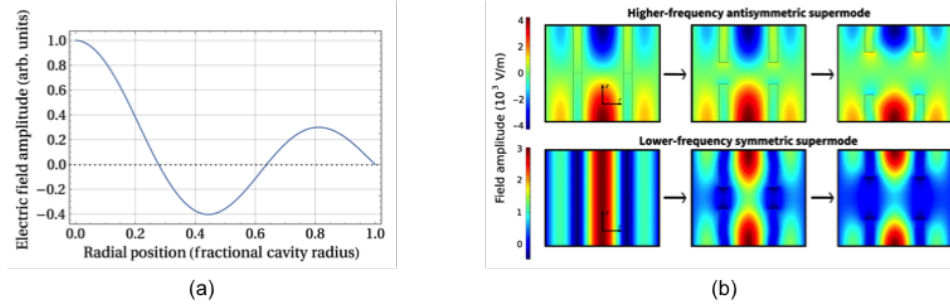 Electric field amplitude (arb. units)
1.0
0.8
0.6
0.4
0.2
0.0
−0.2
−0.4
0.0 0.2 0.4 0.6 0.8 1.0
Radial position (fractional cavity radius)
(a)
Higher-frequency antisymmetric supermode
Field amplitude (10³ V/m)
4
2
0
−2
−4
Lower-frequency symmetric supermode
3
2
1
0
(b)